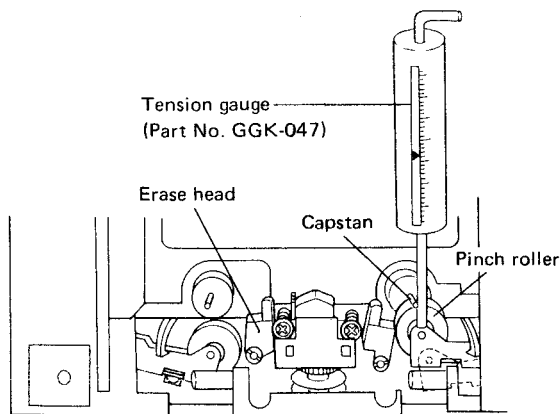 Tension gauge
(Part No. GGK-047)
Erase head
Capstan
Pinch roller